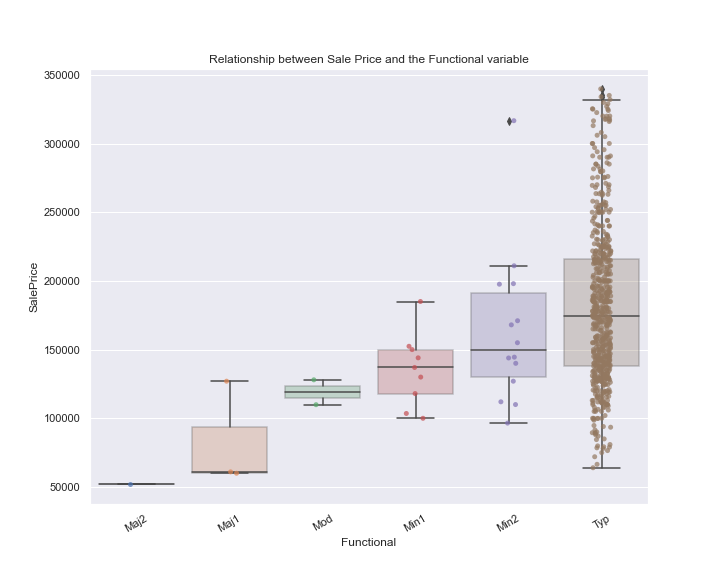 Relationship between Sale Price and the Functional variable
350000
300000
250000
200000
150000
100000
50000
SalePrice
Maj2
Maj1
Mod
Min1
Min2
Typ
Functional